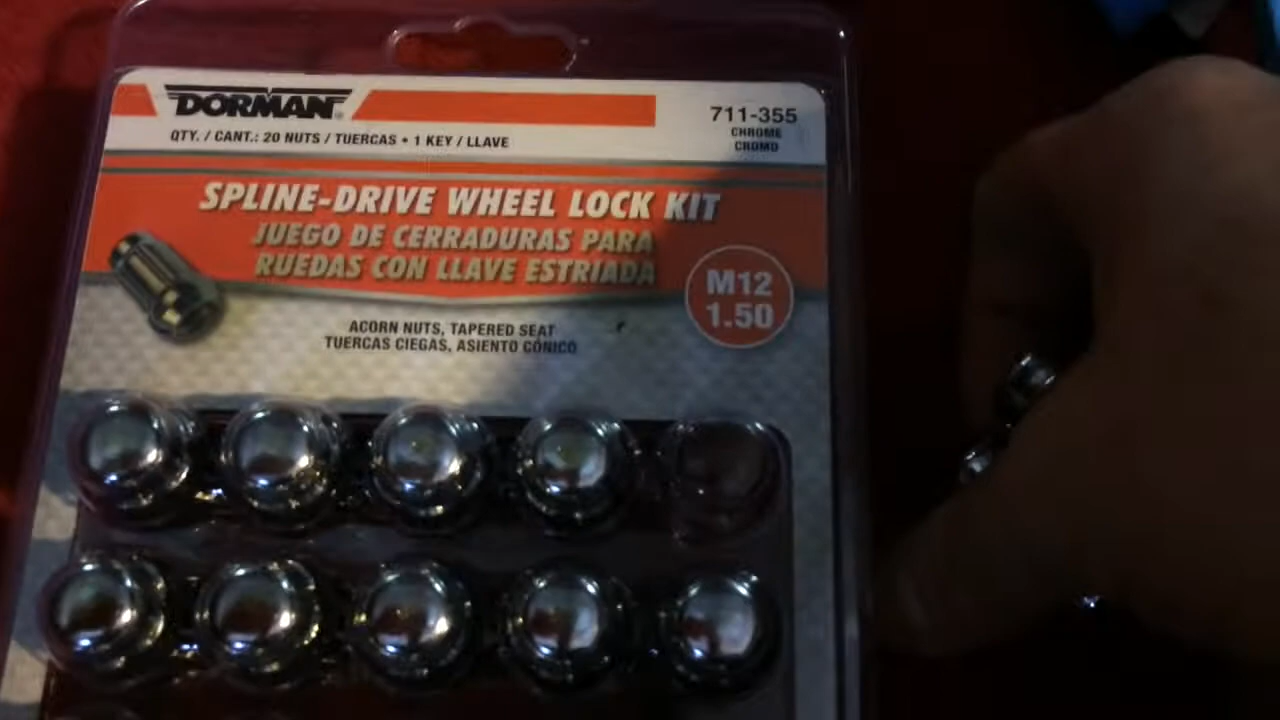 DORMAN®
711-355
CHROME
CROMO
QTY. / CANT.: 20 NUTS / TUERCAS • 1 KEY / LLAVE
SPLINE-DRIVE WHEEL LOCK KIT
JUEGO DE CERRADURAS PARA
RUEDAS CON LLAVE ESTRIADA
M12
1.50
ACORN NUTS, TAPERED SEAT
TUERCAS CIEGAS, ASIENTO CÓNICO